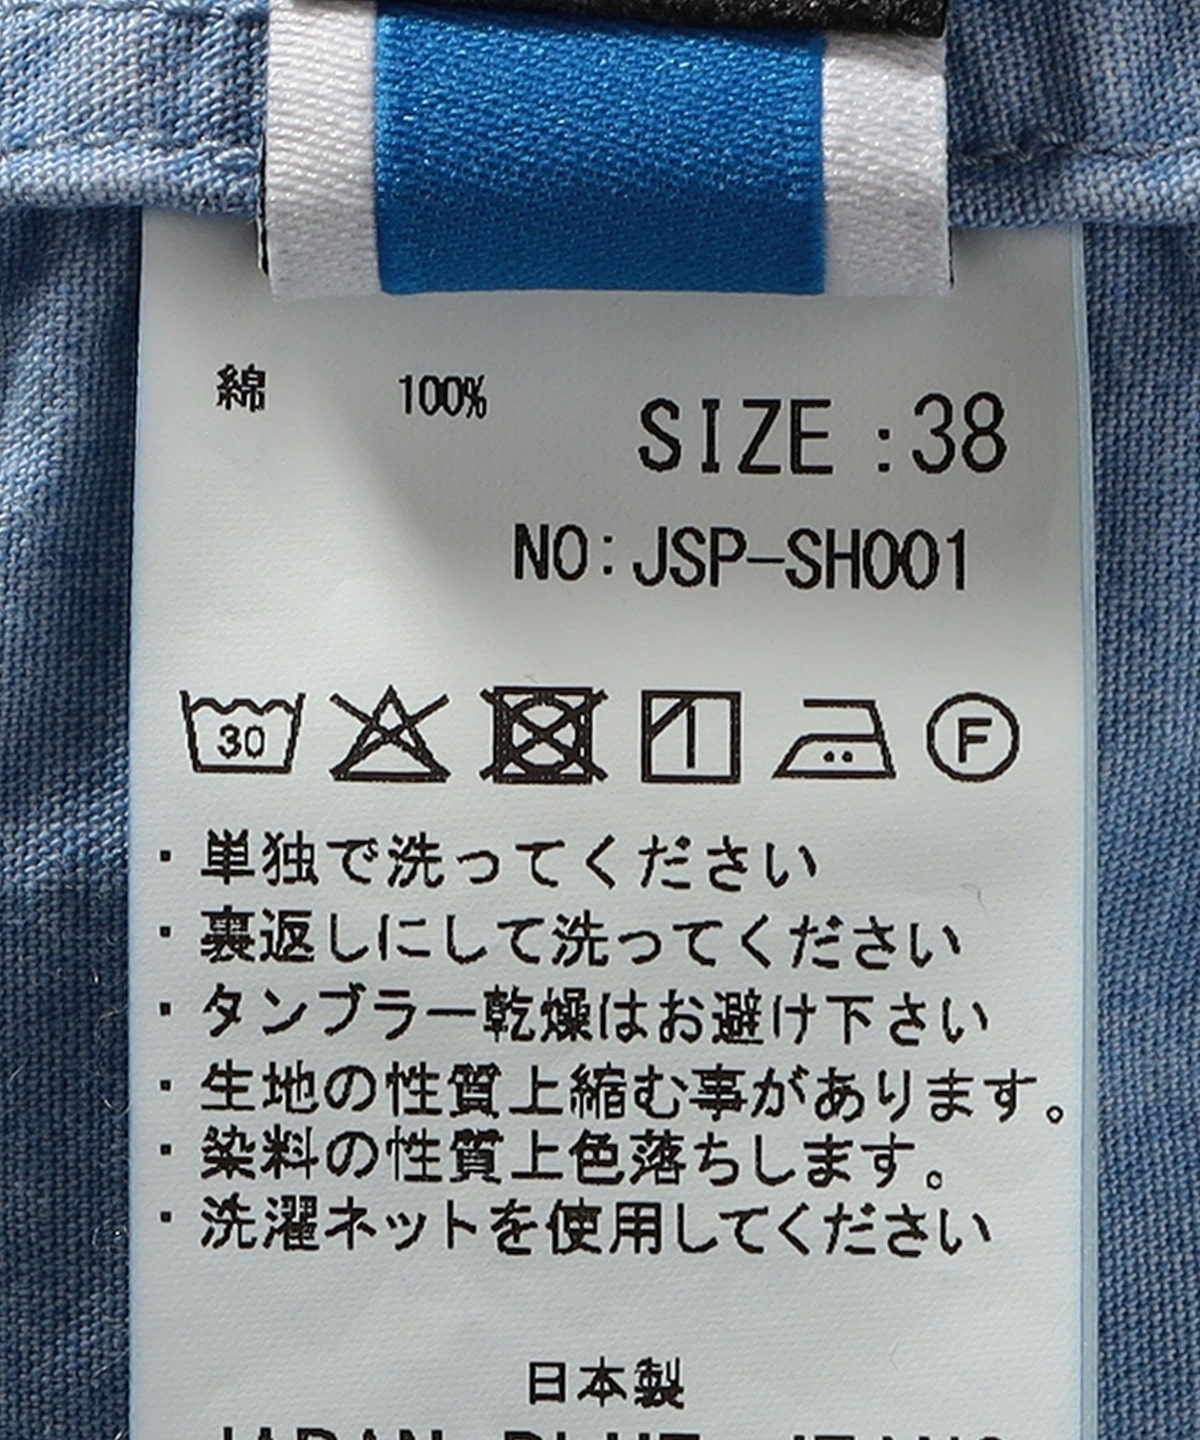 綿 100%
SIZE :38
NO:JSP-SH001
30
F
・単独で洗ってください
・裏返しにして洗ってください
・タンブラー乾燥はお避け下さい
・生地の性質上縮む事があります。
・染料の性質上色落ちします。
・洗濯ネットを使用してください
日本製
JAPAN BLUE JEANS